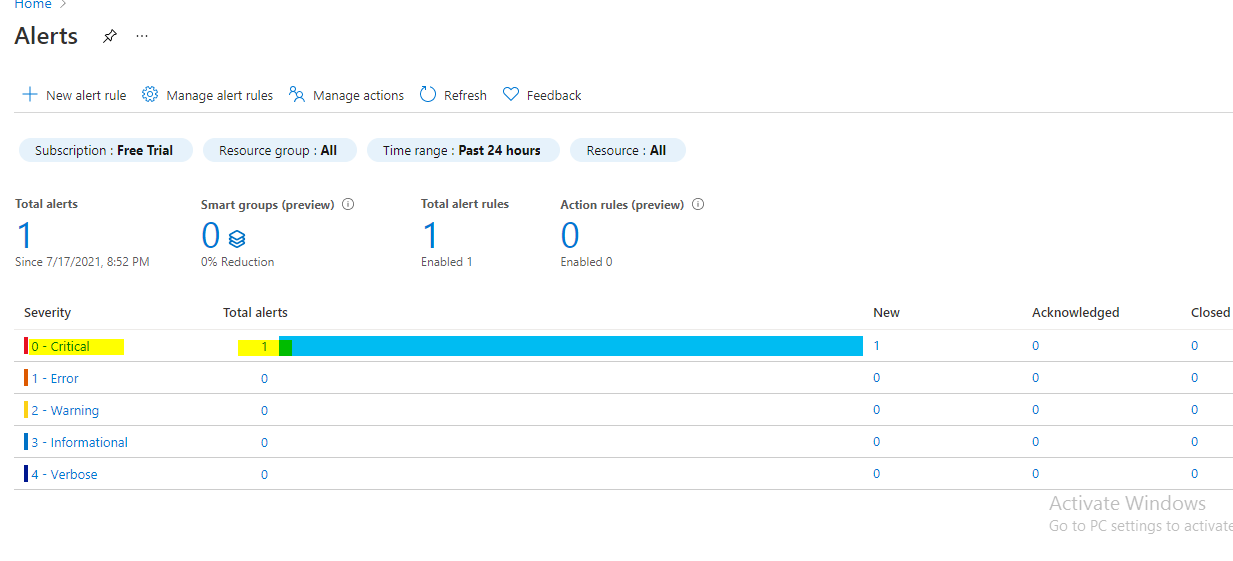 Home
Alerts
New alert rule Manage alert rules Manage actions Refresh Feedback
Subscription : Free Trial Resource group : All Time range : Past 24 hours Resource : All
Total alerts Smart groups (preview) Total alert rules Action rules (preview)
1 0 1 0
Since 7/17/2021, 8:52 PM 0% Reduction Enabled 1 Enabled 0
Severity Total alerts New Acknowledged Closed
0 - Critical 1 1 0 0
1 - Error 0 0 0 0
2 - Warning 0 0 0 0
3 - Informational 0 0 0 0
4 - Verbose 0 0 0 0
Activate Windows
Go to PC settings to activate